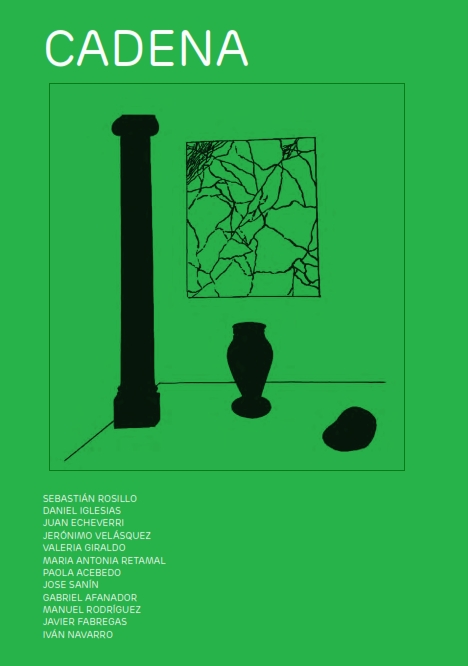 CADENA
SEBASTIÁN ROSILLO
DANIEL IGLESIAS
JUAN ECHEVERRI
JERÓNIMO VELÁSQUEZ
VALERIA GIRALDO
MARIA ANTONIA RETAMAL
PAOLA ACEBEDO
JOSE SANÍN
GABRIEL AFANADOR
MANUEL RODRÍGUEZ
JAVIER FABREGAS
IVÁN NAVARRO